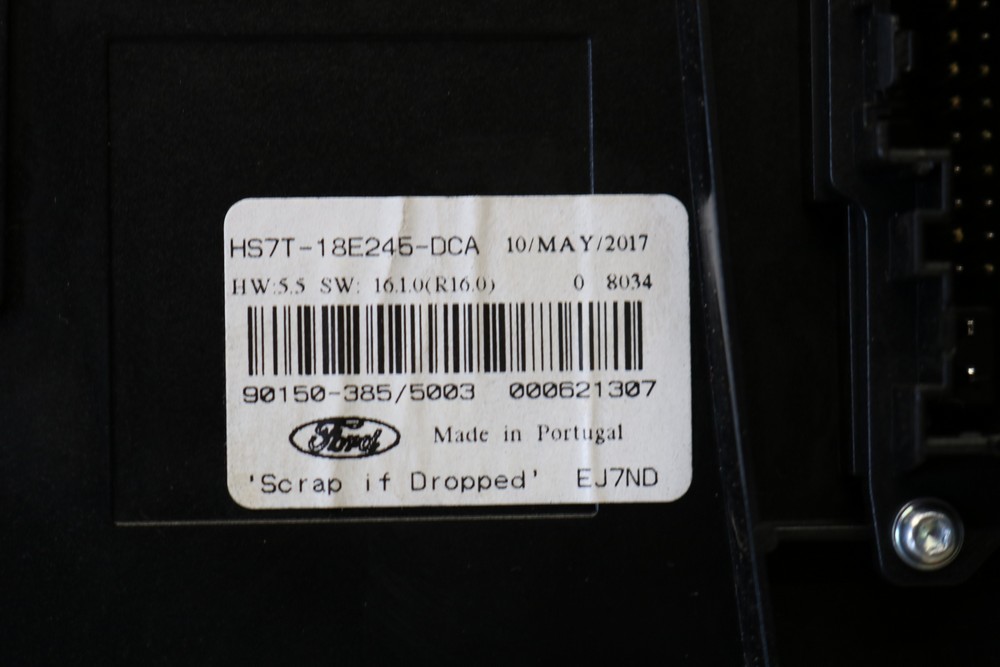 HS7T-18E245-DCA 10/MAY/2017
HW:5.5 SW: 16.1.0(R16.0) 0 8034
90150-385/5003 000621307
Ford Made in Portugal
'Scrap if Dropped' EJ7ND